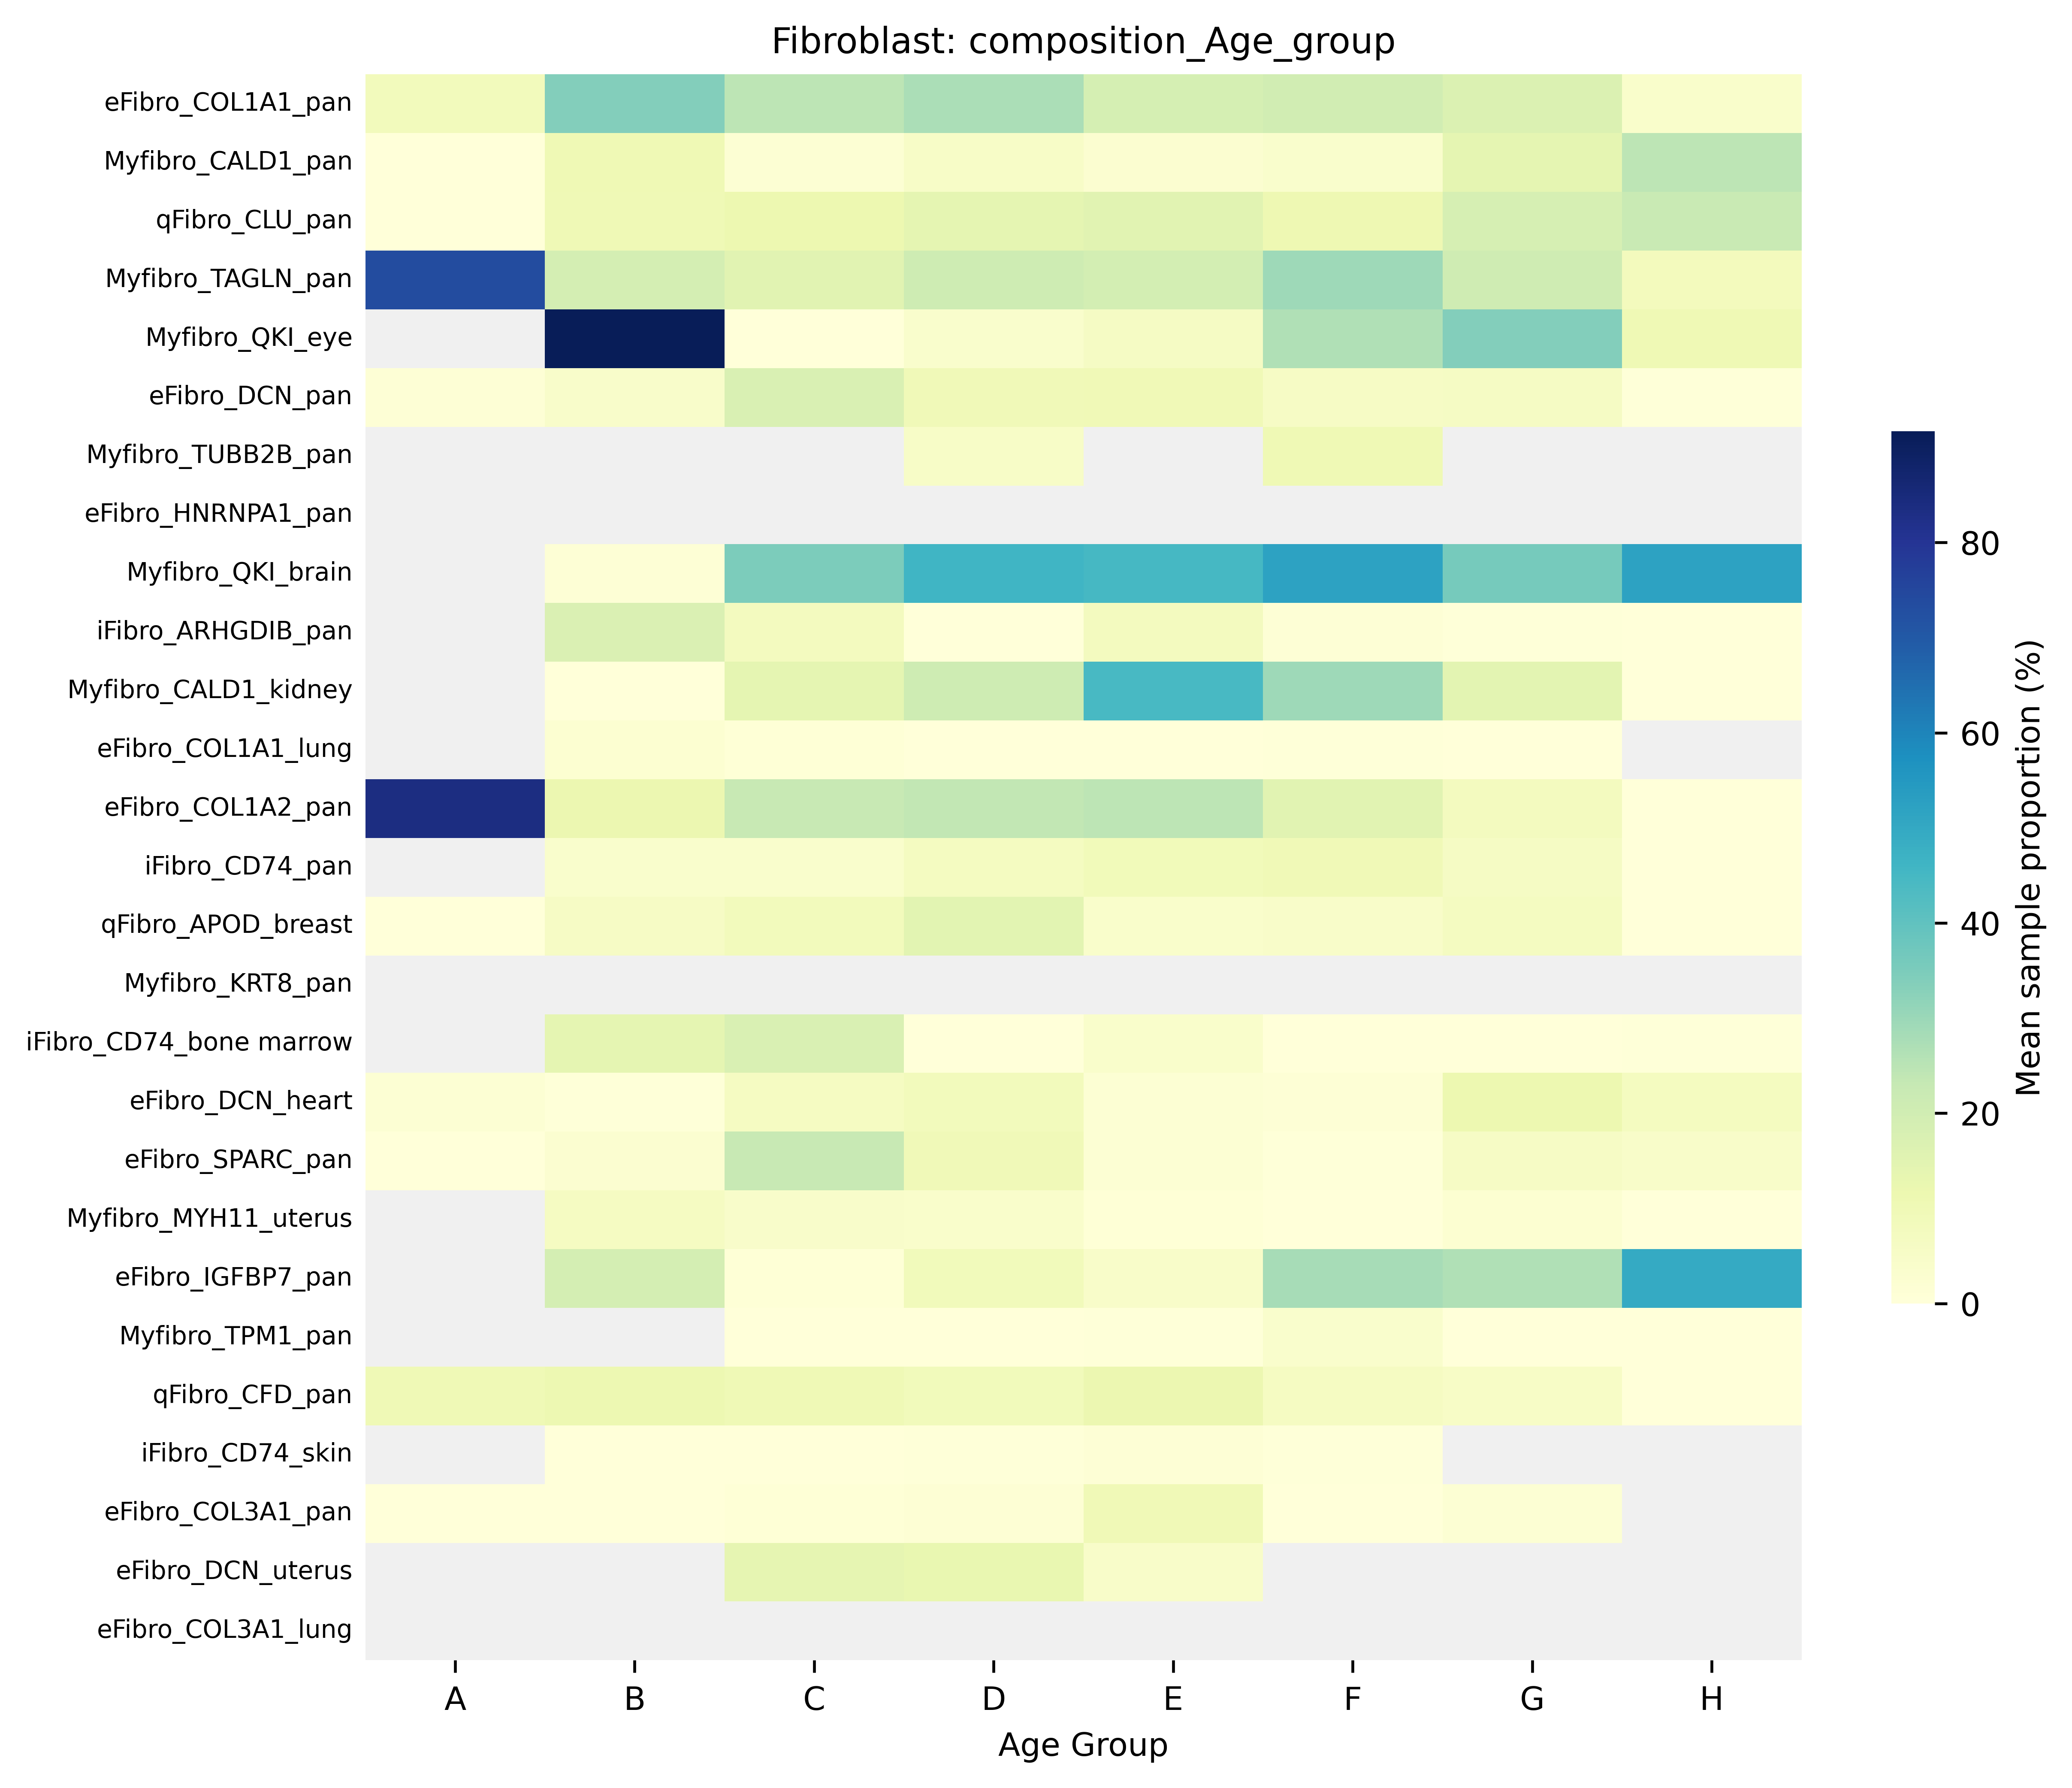 Fibroblast: composition_Age_group
eFibro_COL1A1_pan
Myfibro_CALD1_pan
qFibro_CLU_pan
Myfibro_TAGLN_pan
Myfibro_QKI_eye
eFibro_DCN_pan
Myfibro_TUBB2B_pan
eFibro_HNRNPA1_pan
Myfibro_QKI_brain
iFibro_ARHGDIB_pan
Myfibro_CALD1_kidney
eFibro_COL1A1_lung
eFibro_COL1A2_pan
iFibro_CD74_pan
qFibro_APOD_breast
Myfibro_KRT8_pan
iFibro_CD74_bone marrow
eFibro_DCN_heart
eFibro_SPARC_pan
Myfibro_MYH11_uterus
eFibro_IGFBP7_pan
Myfibro_TPM1_pan
qFibro_CFD_pan
iFibro_CD74_skin
eFibro_COL3A1_pan
eFibro_DCN_uterus
eFibro_COL3A1_lung
A B C D E F G H
Age Group
80
60
40
20
0
Mean sample proportion (%)